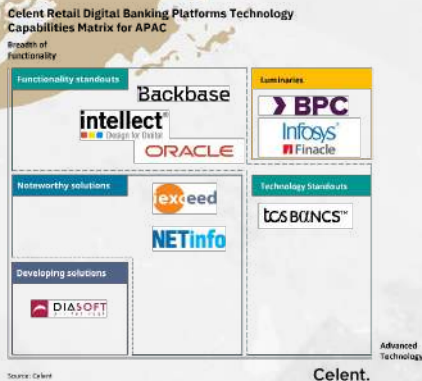 Celent Retail Digital Banking Platforms Technology
Capabilities Matrix for APAC
Breadth of
Functionality
Functionality standouts
Luminaries
Backbase
intellect
Design for Digital
ORACLE
BPC
Infosys
Finacle
Noteworthy solutions
Technology Standouts
iexceed
NETinfo
tcs BαNCS™
Developing solutions
DIASOFT
Advanced
Technology
Source: Celent
Celent.